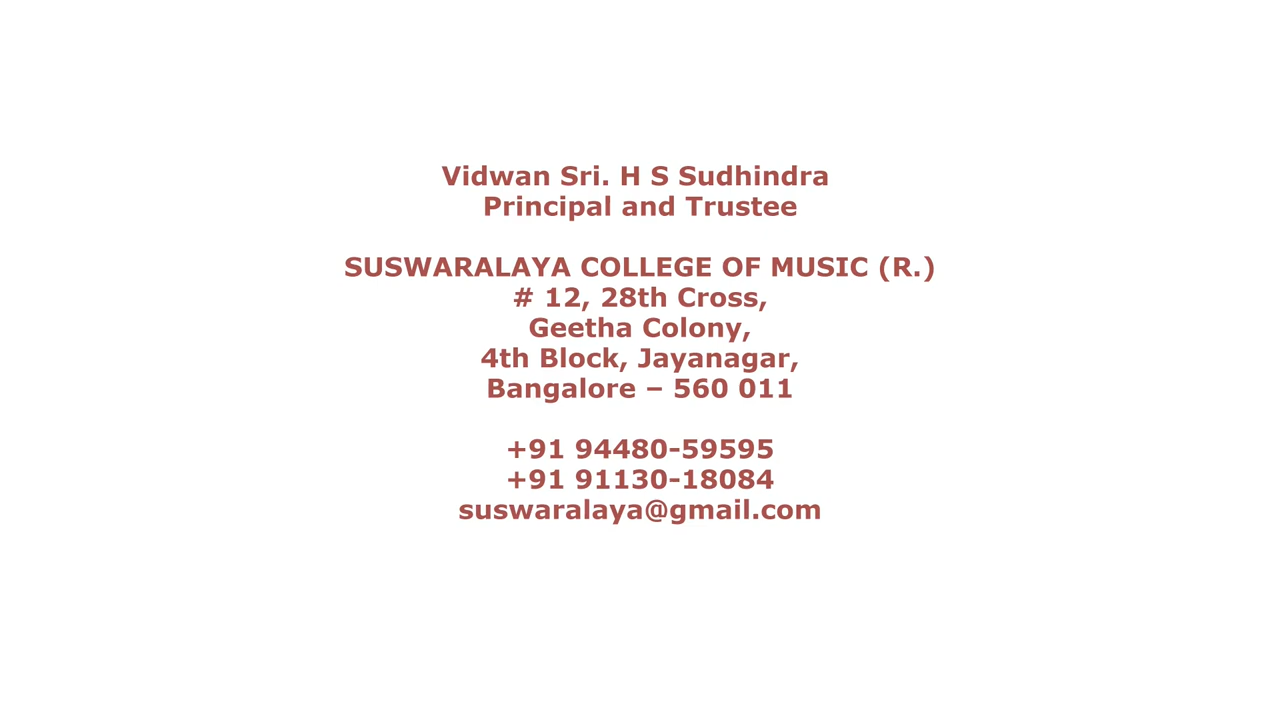 Vidwan Sri. H S Sudhindra
Principal and Trustee
SUSWARALAYA COLLEGE OF MUSIC (R.)
# 12, 28th Cross,
Geetha Colony,
4th Block, Jayanagar,
Bangalore – 560 011
+91 94480-59595
+91 91130-18084
suswaralaya@gmail.com